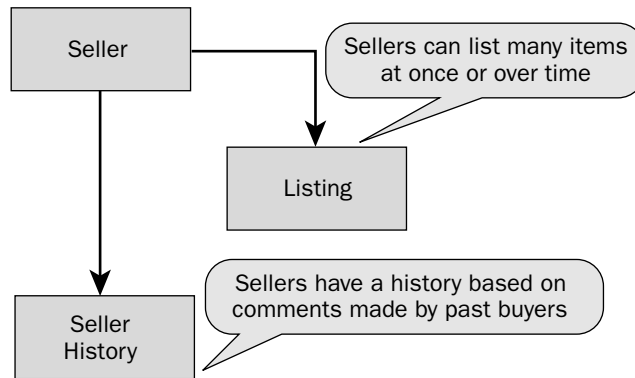 Seller
Sellers can list many items
at once or over time
Listing
Sellers have a history based on
comments made by past buyers
Seller
History